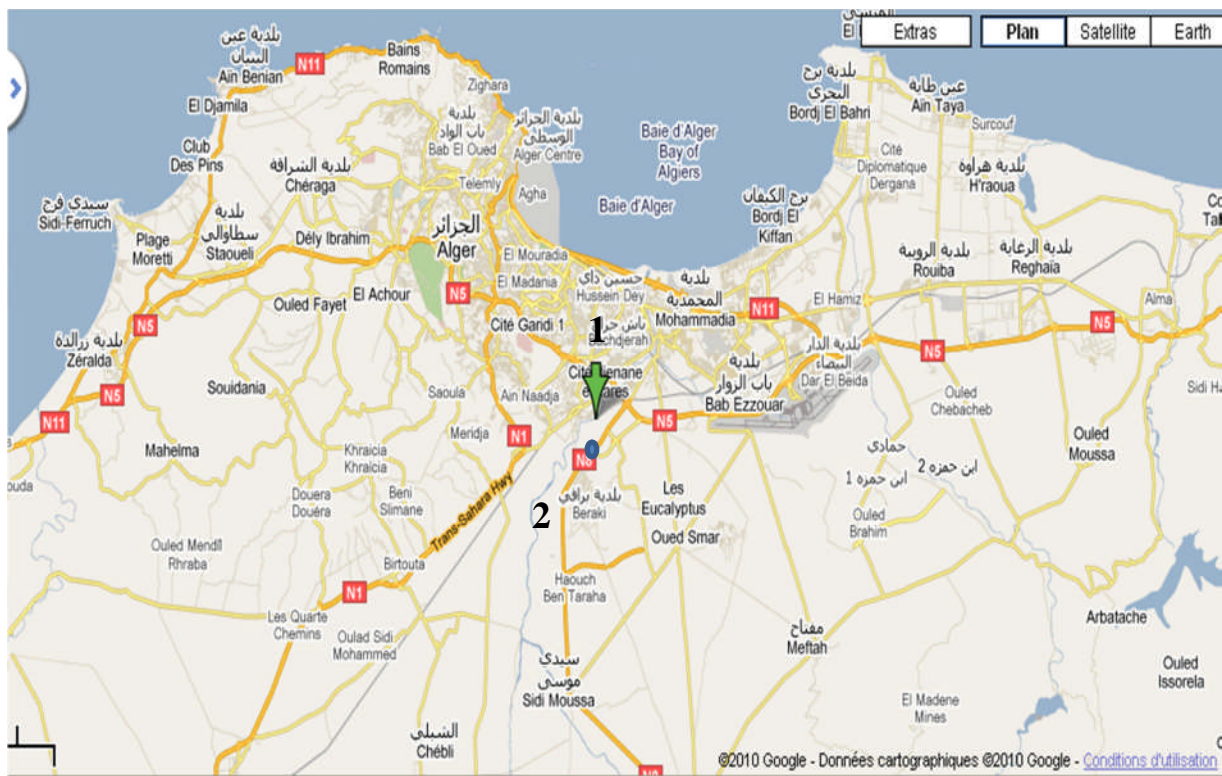 Extras
Plan
Satellite
Earth
بلدية عين
البنيان
Ain Benian
N11
Bains
Romains
Zighara
El Djamila
بلدية
باب الواد
Bab El Oued
بلدية الجزائر
الوسطى
Alger Centre
Baie d'Alger
Bay of
Algiers
بلدية برج
البحري
Bordj El Bahri
عين طاية
Ain Taya
Surcouf
Club
Des Pins
بلدية الشراقة
Chéraga
Telemly
Agha
Baie d'Alger
Cité
Diplomatique
Dergana
بلدية هراوة
H'raoua
سيدي فرج
Sidi-Ferruch
Plage
Moretti
بلدية
سطاوالي
Staoueli
Dély Ibrahim
الجزائر
Alger
برج الكيفان
Bordj El
Kiffan
El Mouradia
El Madania
حسين داي
Hussein Dey
بلدية
المحمدية
Mohammadia
بلدية الرويبة
Rouiba
بلدية الرغاية
Reghaïa
Ouled Fayet
El Achour
N5
Cité Gandi 1
1
N11
El Hamiz
Alma
N5
بلدية زرالدة
Zéralda
N5
بلدية الدار
البيضاء
Dar El Beida
N5
N5
Souidania
Saoula
Ain Naadja
بلدية
باب الزوار
Bab Ezzouar
Ouled
Chebacheb
N11
Mahelma
Khraicia
Khraicia
Meridja
N1
N5
حمادي
Ouled
Moussa
ابن حمزه 1
ابن حمزه 2
Douera
Douéra
Beni
Slimane
Trans-Sahara Hwy
2
بلدية براقي
Beraki
Les
Eucalyptus
Oued Smar
Ouled
Brahim
Ouled Mendîl
Rhraba
Birtouta
N1
Haouch
Ben Taraha
Les Quarte
Chemins
Oulad Sidi
Mohammed
مفتاح
Meftah
Arbatache
سيدي
موسى
Sidi Moussa
Ouled
Issorela
El Madene
Mines
الشبلي
Chébli
©2010 Google - Données cartographiques ©2010 Google - Conditions d'utilisation